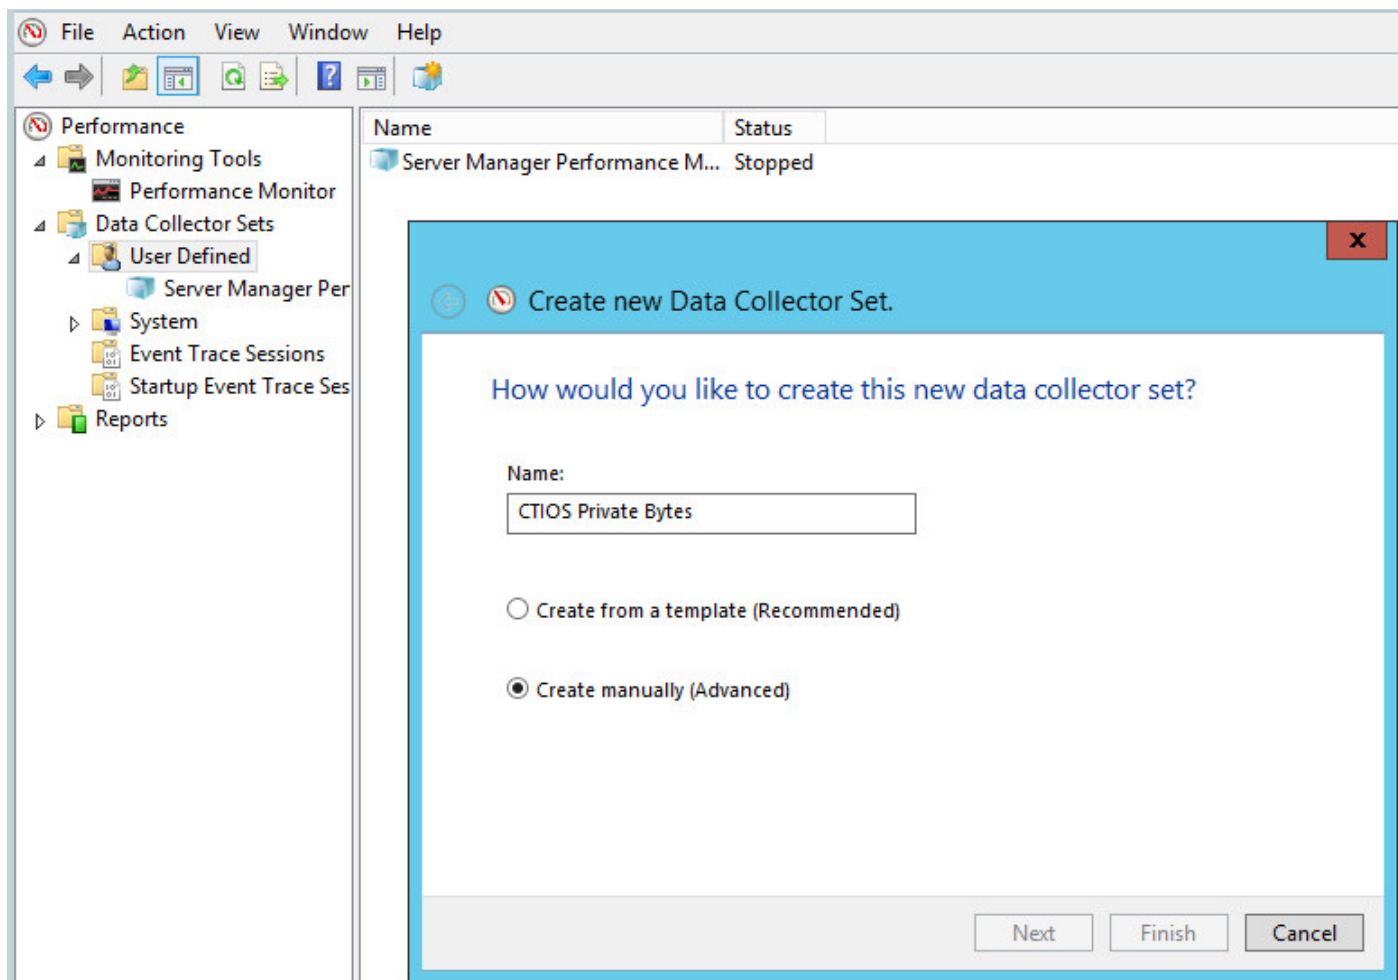 File Action View Window Help
Performance
Monitoring Tools
Performance Monitor
Data Collector Sets
User Defined
Server Manager Per
System
Event Trace Sessions
Startup Event Trace Ses
Reports
Name Status
Server Manager Performance M... Stopped
x
Create new Data Collector Set.
How would you like to create this new data collector set?
Name:
CTIOS Private Bytes
Create from a template (Recommended)
Create manually (Advanced)
Next Finish Cancel